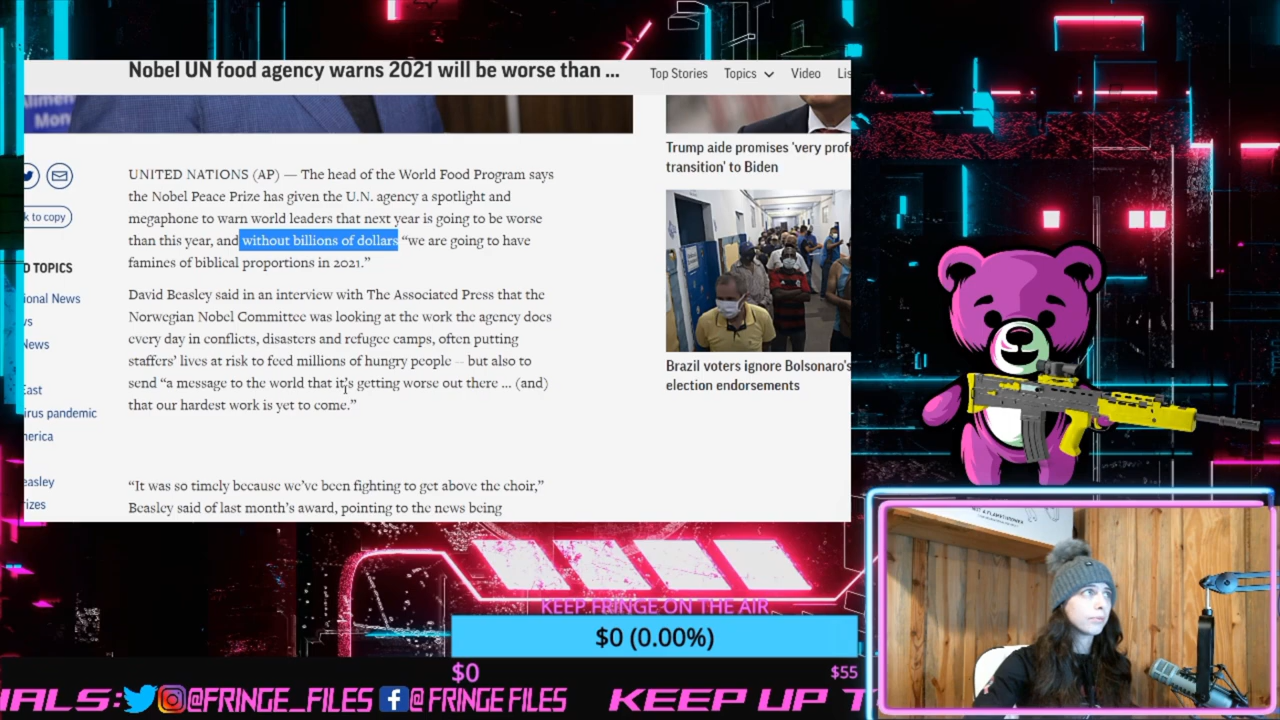 Nobel UN food agency warns 2021 will be worse than ...
Top Stories Topics Video Lis
Alimen
Mon
k to copy
D TOPICS
ional News
vs
News
East
irus pandemic
merica
easley
rizes
UNITED NATIONS (AP) — The head of the World Food Program says
the Nobel Peace Prize has given the U.N. agency a spotlight and
megaphone to warn world leaders that next year is going to be worse
than this year, and without billions of dollars “we are going to have
famines of biblical proportions in 2021.”
David Beasley said in an interview with The Associated Press that the
Norwegian Nobel Committee was looking at the work the agency does
every day in conflicts, disasters and refugee camps, often putting
staffers’ lives at risk to feed millions of hungry people — but also to
send “a message to the world that it’s getting worse out there ... (and)
that our hardest work is yet to come.”
“It was so timely because we’ve been fighting to get above the choir,”
Beasley said of last month’s award, pointing to the news being
Trump aide promises 'very profe
transition' to Biden
Brazil voters ignore Bolsonaro's
election endorsements
KEEP FRINGE ON THE AIR
$0 (0.00%)
$0 $55
IALS: @FRINGE_FILES @ FRINGE FILES KEEP UP T